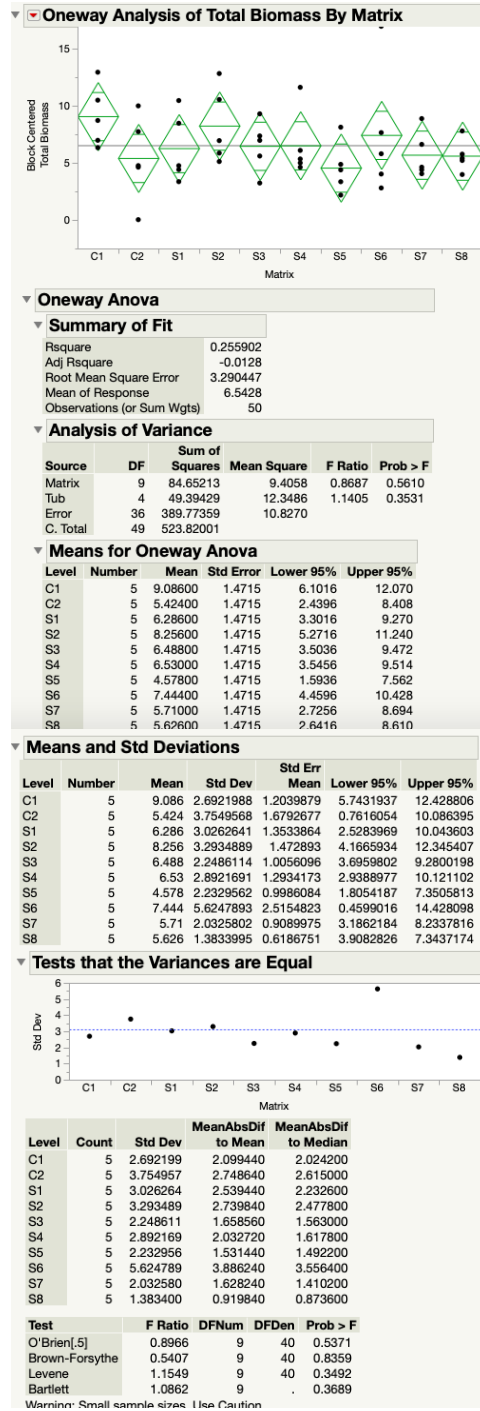 Oneway Analysis of Total Biomass By Matrix
15
10
5
0
Block Centered
Total Biomass
C1 C2 S1 S2 S3 S4 S5 S6 S7 S8
Matrix
Oneway Anova
Summary of Fit
Rsquare 0.255902
Adj Rsquare -0.0128
Root Mean Square Error 3.290447
Mean of Response 6.5428
Observations (or Sum Wgts) 50
Analysis of Variance
Sum of
Source DF Squares Mean Square F Ratio Prob > F
Matrix 9 84.65213 9.4058 0.8687 0.5610
Tub 4 49.39429 12.3486 1.1405 0.3531
Error 36 389.77359 10.8270
C. Total 49 523.82001
Means for Oneway Anova
Level Number Mean Std Error Lower 95% Upper 95%
C1 5 9.08600 1.4715 6.1016 12.070
C2 5 5.42400 1.4715 2.4396 8.408
S1 5 6.28600 1.4715 3.3016 9.270
S2 5 8.25600 1.4715 5.2716 11.240
S3 5 6.48800 1.4715 3.5036 9.472
S4 5 6.53000 1.4715 3.5456 9.514
S5 5 4.57800 1.4715 1.5936 7.562
S6 5 7.44400 1.4715 4.4596 10.428
S7 5 5.71000 1.4715 2.7256 8.694
S8 5 5.62600 1.4715 2.6416 8.610
Means and Std Deviations
Std Err
Level Number Mean Std Dev Mean Lower 95% Upper 95%
C1 5 9.086 2.6921988 1.2039879 5.7431937 12.428806
C2 5 5.424 3.7549568 1.6792677 0.7616054 10.086395
S1 5 6.286 3.0262641 1.3533864 2.5283969 10.043603
S2 5 8.256 3.2934889 1.472893 4.1665934 12.345407
S3 5 6.488 2.2486114 1.0056096 3.6959802 9.2800198
S4 5 6.53 2.8921691 1.2934173 2.9388977 10.121102
S5 5 4.578 2.2329562 0.9986084 1.8054187 7.3505813
S6 5 7.444 5.6247893 2.5154823 0.4599016 14.428098
S7 5 5.71 2.0325802 0.9089975 3.1862184 8.2337816
S8 5 5.626 1.3833995 0.6186751 3.9082826 7.3437174
Tests that the Variances are Equal
6
5
4
3
2
1
0
Std Dev
C1 C2 S1 S2 S3 S4 S5 S6 S7 S8
Matrix
MeanAbsDif MeanAbsDif
Level Count Std Dev to Mean to Median
C1 5 2.692199 2.099440 2.024200
C2 5 3.754957 2.748640 2.615000
S1 5 3.026264 2.539440 2.232600
S2 5 3.293489 2.739840 2.477800
S3 5 2.248611 1.658560 1.563000
S4 5 2.892169 2.032720 1.617800
S5 5 2.232956 1.531440 1.492200
S6 5 5.624789 3.886240 3.556400
S7 5 2.032580 1.628240 1.410200
S8 5 1.383400 0.919840 0.873600
Test F Ratio DFNum DFDen Prob > F
O'Brien[.5] 0.8966 9 40 0.5371
Brown-Forsythe 0.5407 9 40 0.8359
Levene 1.1549 9 40 0.3492
Bartlett 1.0862 9 . 0.3689
Warning: Small sample sizes. Use Caution.